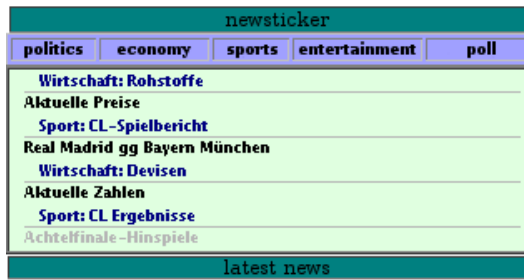 newsticker
politics economy sports entertainment poll
Wirtschaft: Rohstoffe
Aktuelle Preise
Sport: CL-Spielbericht
Real Madrid gg Bayern München
Wirtschaft: Devisen
Aktuelle Zahlen
Sport: CL Ergebnisse
Achtelfinale-Hinspiele
latest news